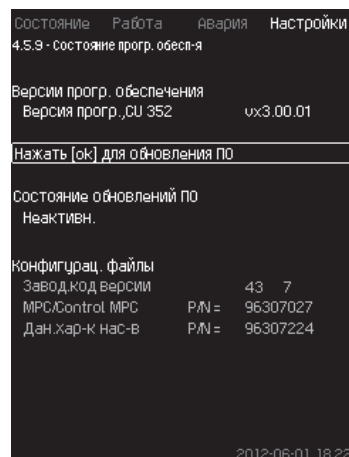 Состояние Работа Авария Настройки
4.5.9 - Состояние прогр. обесп-я
Версии прогр. обеспечения
Версия прогр.,CU 352 vx3.00.01
Нажать [ok] для обновления ПО
Состояние обновлений ПО
Неактивн.
Конфигурац. файлы
Завод.код версии 43 7
MPC/Control MPC P/N = 96307027
Дан.хар-к нас-в P/N = 96307224
2012-06-01 18:22